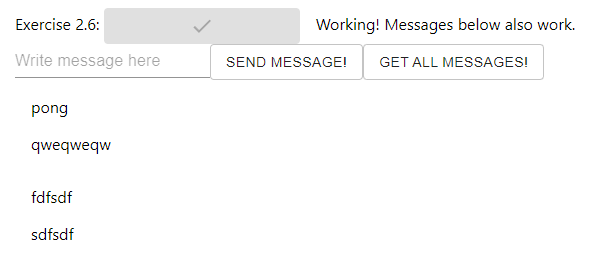 Exercise 2.6: Working! Messages below also work.
Write message here SEND MESSAGE! GET ALL MESSAGES!
pong
qweqweqw
fdfsdf
sdfsdf